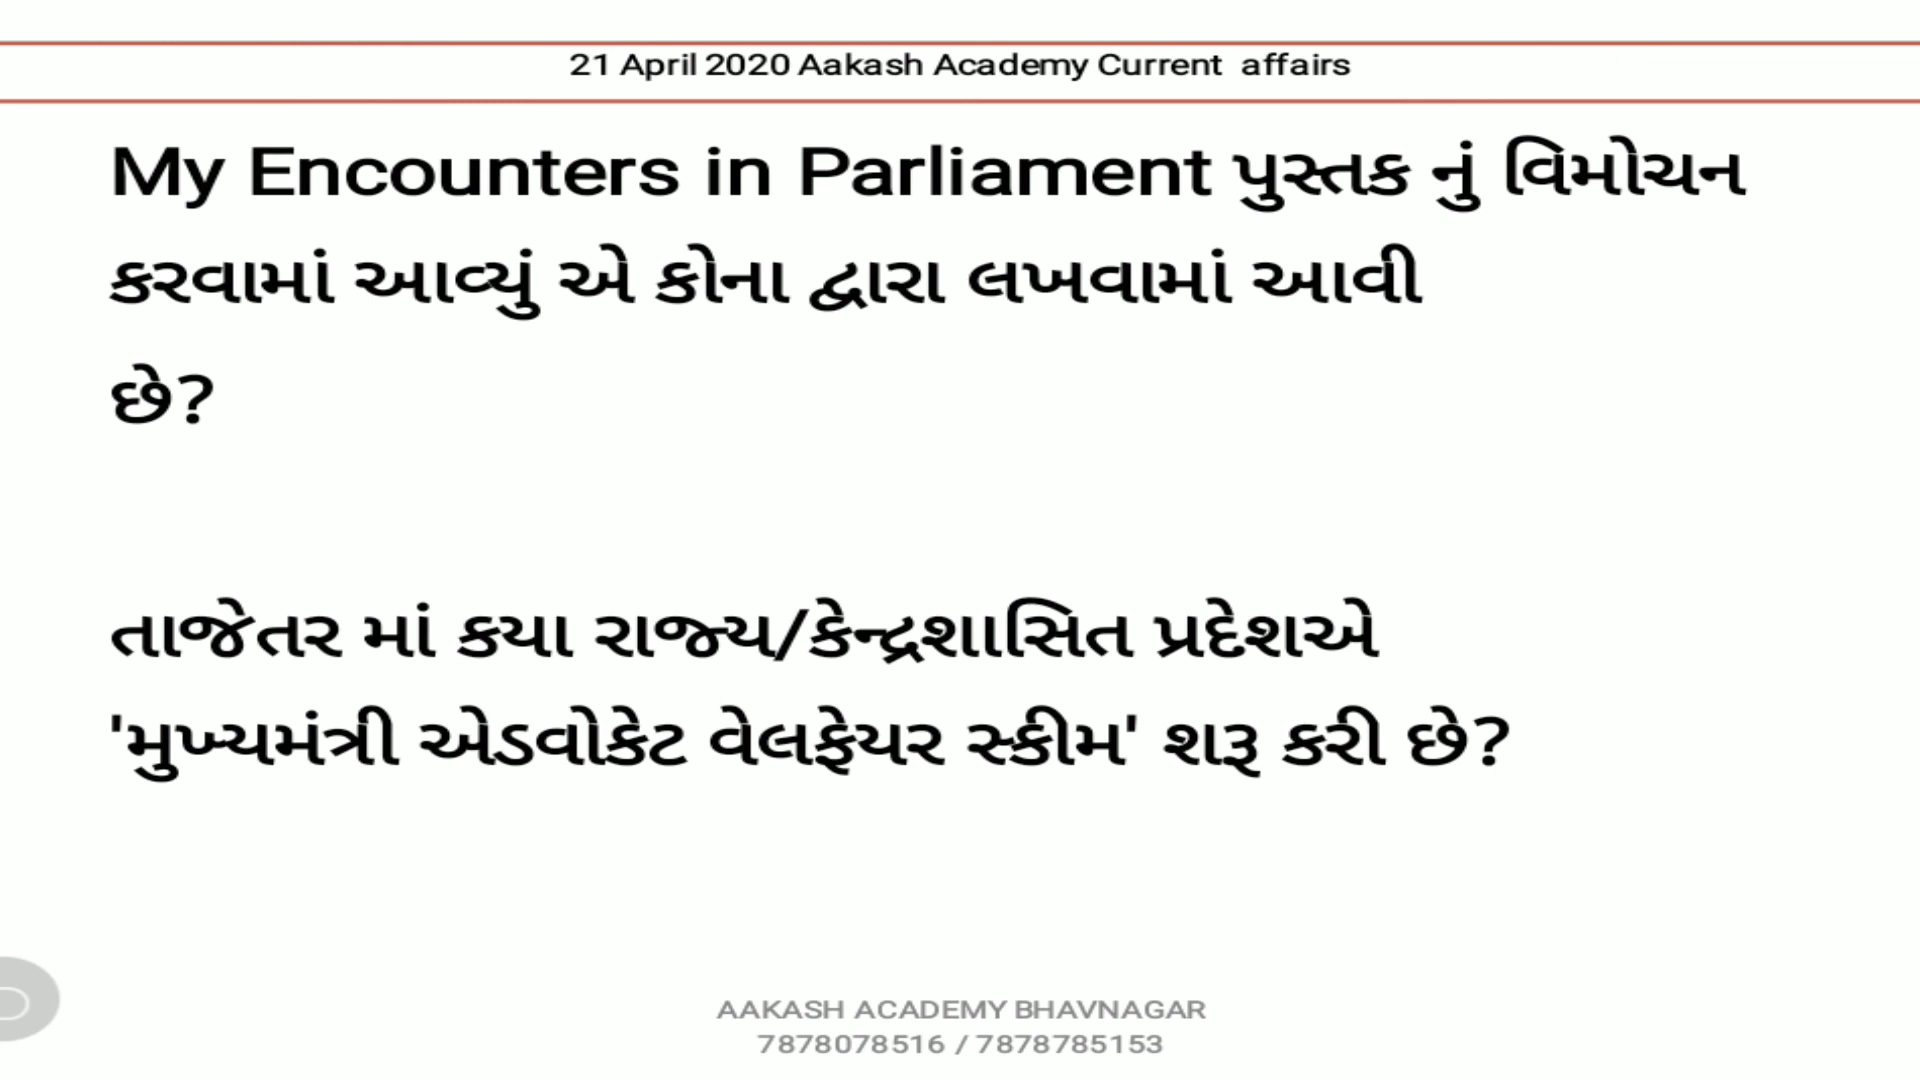 21 April 2020 Aakash Academy Current  affairs
My Encounters in Parliament પુસ્તક નું વિમોચન
કરવામાં આવ્યું એ કોના દ્વારા લખવામાં આવી
છે?
તાજેતર માં કયા રાજ્ય/કેન્દ્રશાસિત પ્રદેશએ
'મુખ્યમંત્રી એડવોકેટ વેલફેયર સ્કીમ' શરૂ કરી છે?
AAKASH ACADEMY BHAVNAGAR
7878078516 / 7878785153